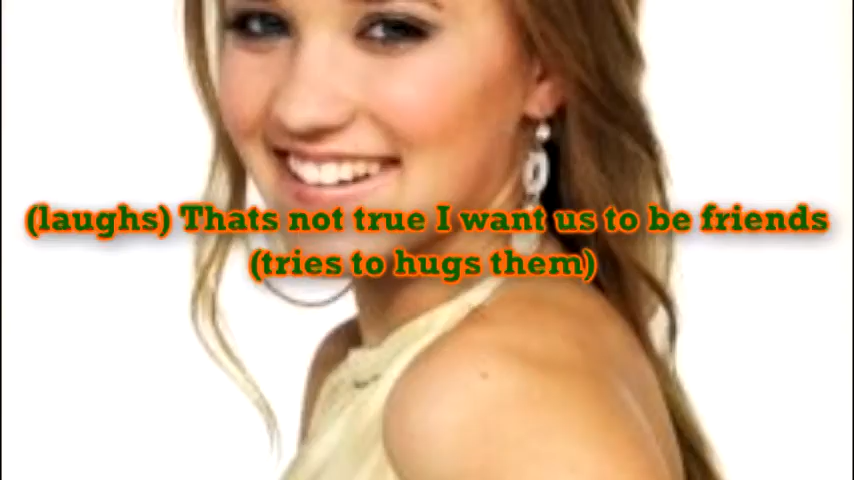 (laughs) Thats not true I want us to be friends
(tries to hugs them)